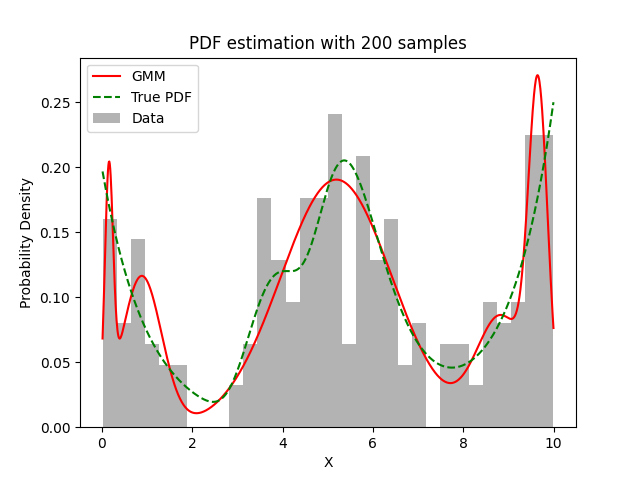 PDF estimation with 200 samples
GMM
True PDF
Data
Probability Density
0.25
0.20
0.15
0.10
0.05
0.00
0
2
4
6
8
10
X